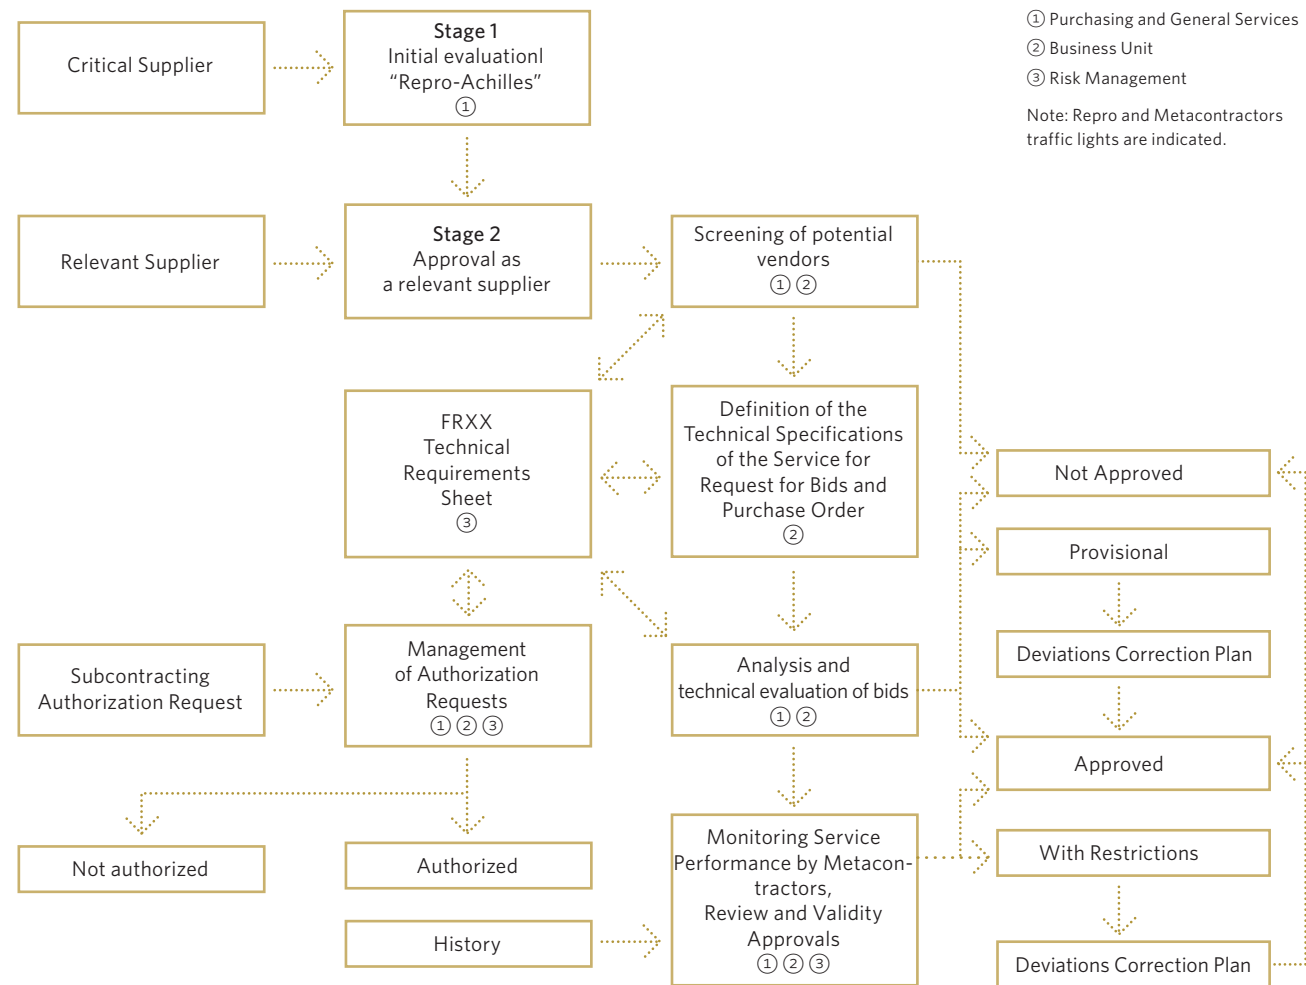 Critical Supplier
Stage 1
Initial evaluationl
“Repro-Achilles”
①
① Purchasing and General Services
② Business Unit
③ Risk Management
Note: Repro and Metacontractors
traffic lights are indicated.
Relevant Supplier
Stage 2
Approval as
a relevant supplier
Screening of potential
vendors
① ②
FRXX
Technical
Requirements
Sheet
③
Definition of the
Technical Specifications
of the Service for
Request for Bids and
Purchase Order
②
Not Approved
Provisional
Deviations Correction Plan
Approved
With Restrictions
Deviations Correction Plan
Subcontracting
Authorization Request
Management
of Authorization
Requests
① ② ③
Analysis and
technical evaluation of bids
① ②
Not authorized
Authorized
History
Monitoring Service
Performance by Metacon-
tractors,
Review and Validity
Approvals
① ② ③